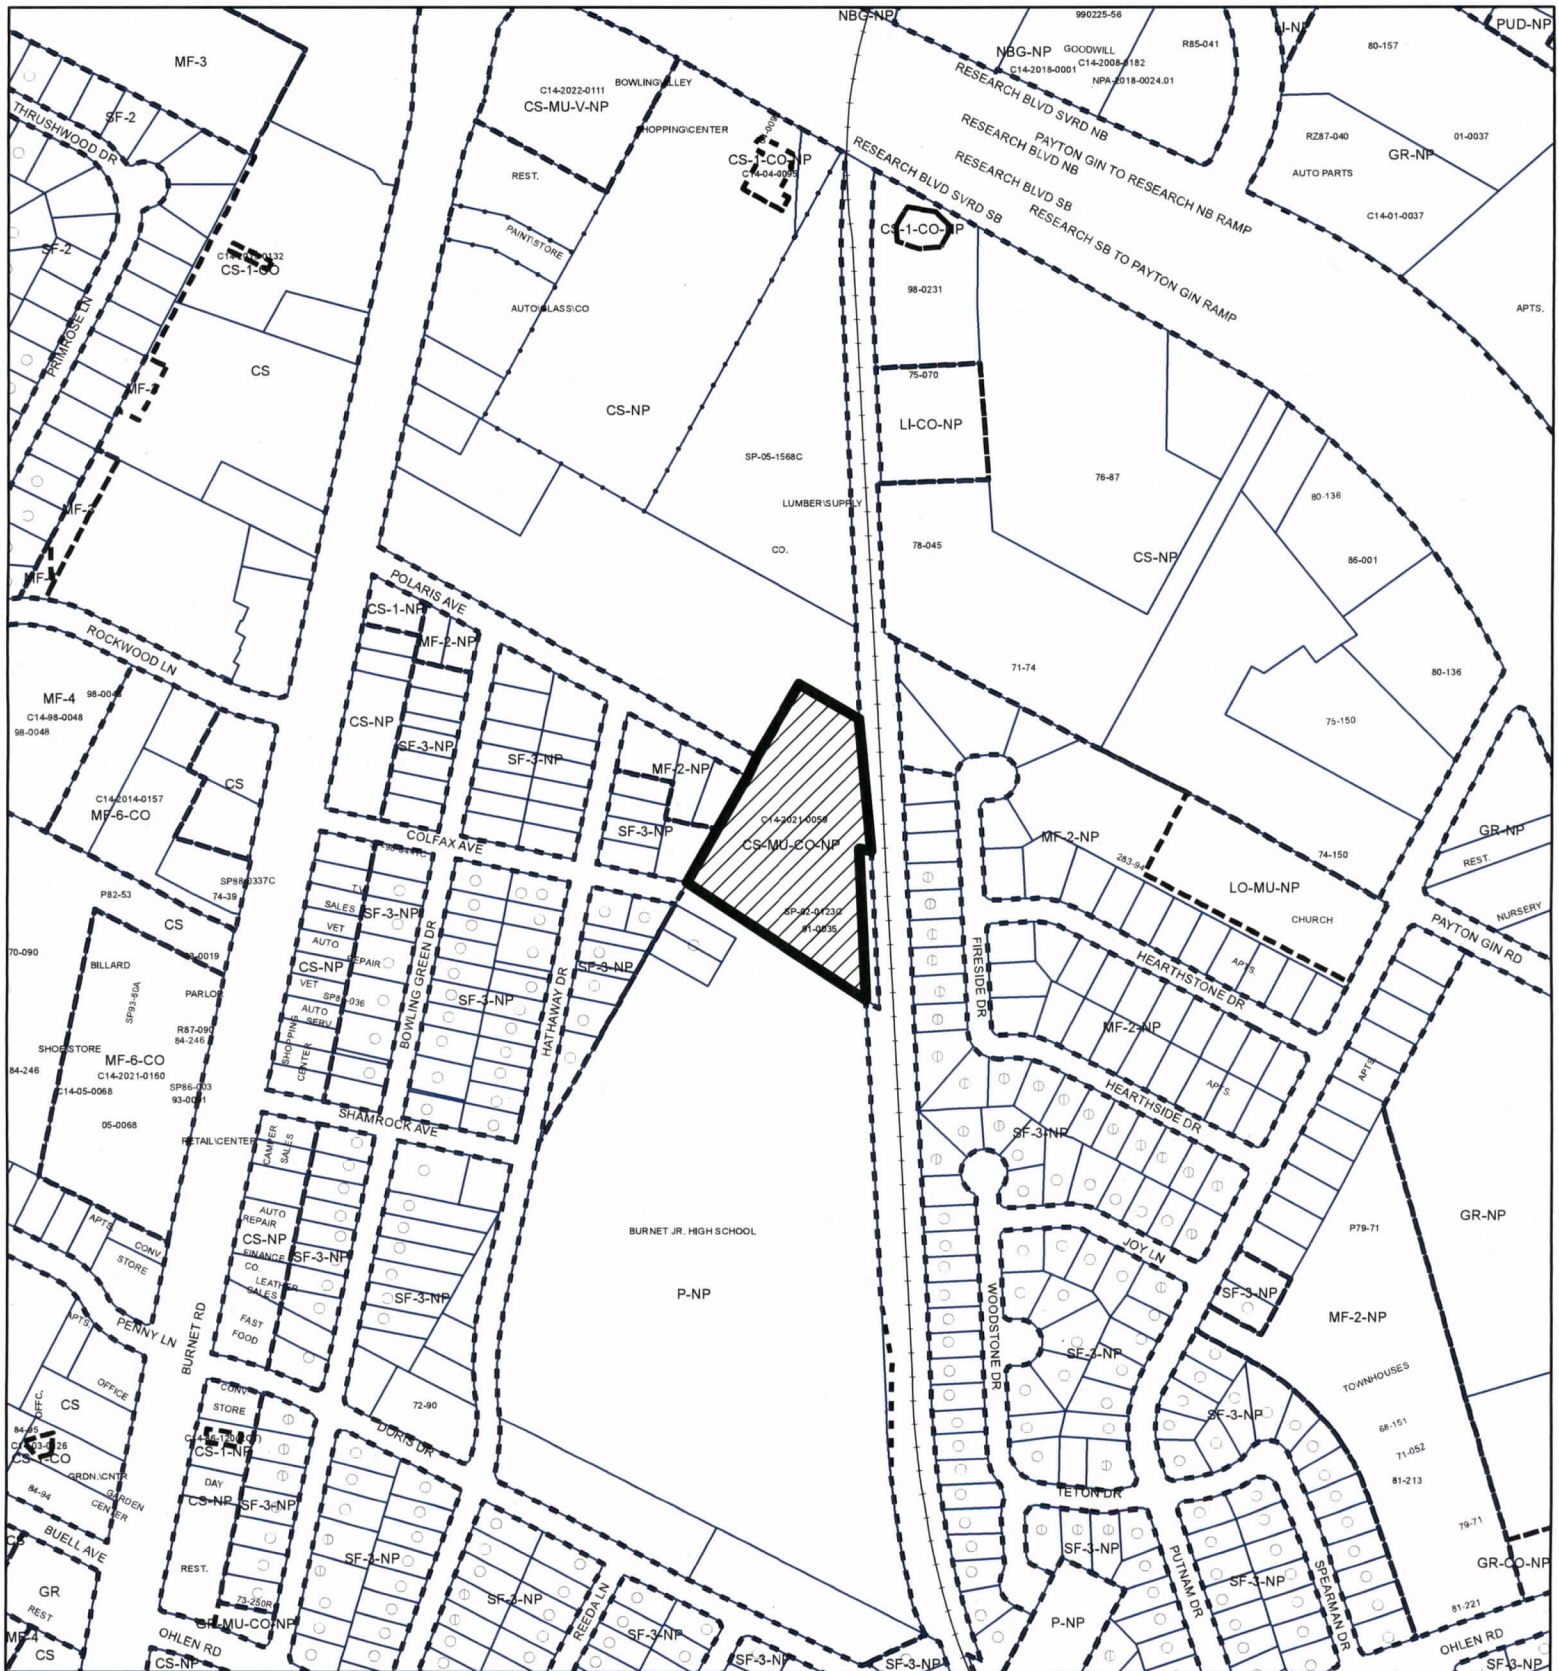 NBG-NP
990225-56
LI-NP
PUD-NP
MF-3
NBG-NP
GOODWILL
R85-041
80-157
C14-2018-0001
C14-2008-0182
NPA-2018-0024.01
C14-2022-0111
BOWLING\ALLEY
CS-MU-V-NP
RESEARCH BLVD SVRD NB
SF-2
THRUSHWOOD DR
SHOPPING\CENTER
RESEARCH BLVD NB
PAYTON GIN TO RESEARCH NB RAMP
RZ87-040
01-0037
GR-NP
CS-1-CO-NP
C14-04-0095
REST.
RESEARCH BLVD SVRD SB
RESEARCH BLVD SB
RESEARCH SB TO PAYTON GIN RAMP
AUTO PARTS
C14-01-0037
CS-1-CO-NP
PAINT\STORE
SF-2
CS-1-CO
98-0231
AUTO\GLASS\CO
APTS.
PRIMROSE LN
CS
75-070
CS-NP
LI-CO-NP
SP-05-1568C
76-87
80-136
LUMBER\SUPPLY
CO.
78-045
CS-NP
86-001
POLARIS AVE
CS-1-NP
MF-2-NP
ROCKWOOD LN
71-74
80-136
MF-4
C14-98-0048
98-0048
CS-NP
SF-3-NP
SF-3-NP
MF-2-NP
75-150
CS
C14-2014-0157
MF-6-CO
COLFAX AVE
SF-3-NP
C14-2021-0059
CS-MU-CO-NP
MF-2-NP
GR-NP
REST.
283-94
74-150
LO-MU-NP
CHURCH
NURSERY
PAYTON GIN RD
SP88-0337C
74-39
P82-53
CS
T.V.
SALES
SF-3-NP
VET
AUTO
REPAIR
CS-NP
VET
AUTO
SERV
SHOPPING
CENTER
BOWLING GREEN DR
SF-3-NP
HATHAWAY DR
SF-3-NP
SP-02-0123C
91-0035
FIRESIDE DR
HEARTHSTONE DR
APTS.
MF-2-NP
APTS.
HEARTHSIDE DR
APTS.
70-090
BILLARD
PARLOR
SP93-60A
R87-090
84-246
SHOE\STORE
84-246
MF-6-CO
C14-2021-0160
C14-05-0068
SP86-003
93-0001
05-0068
RETAIL\CENTER
SHAMROCK AVE
CAMPER
SALES
SF-3-NP
APTS.
CONV.
STORE
AUTO
REPAIR
CS-NP
FINANCE
CO.
LEATHER
SALES
SF-3-NP
SF-3-NP
FAST
FOOD
BURNET JR. HIGH SCHOOL
P-NP
JOY LN
P79-71
GR-NP
SF-3-NP
MF-2-NP
WOODSTONE DR
SF-3-NP
TOWNHOUSES
PENNY LN
BURNET RD
APTS.
OFFICE
CS
OFFC.
CONV
STORE
72-90
DORIS DR
SF-3-NP
68-151
71-052
81-213
84-95
C14-03-0126
CS-1-CO
CS-1-NP
GRDN.\CNTR
GARDEN
CENTER
84-94
DAY
CS-NP
SF-3-NP
TETON DR
79-71
BUELL AVE
CS
REST.
SF-3-NP
SF-3-NP
SF-3-NP
GR-CO-NP
GR
REST
73-250R
GR-MU-CO-NP
REEDA LN
SF-3-NP
P-NP
PUTNAM DR
SF-3-NP
SPEARMAN DR
81-221
MF-4
CS
OHLEN RD
CS-NP
SF-3-NP
SF-3-NP
OHLEN RD
SF-3-NP